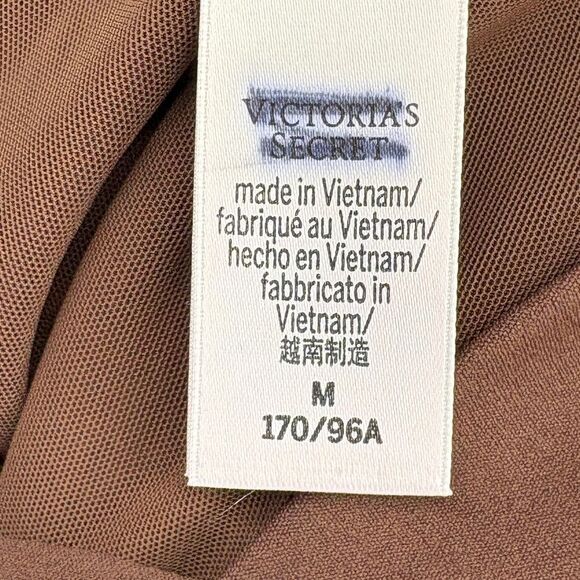 VICTORIA'S
SECRET
made in Vietnam/
fabriqué au Vietnam/
hecho en Vietnam/
fabbricato in
Vietnam/
越南制造
M
170/96A